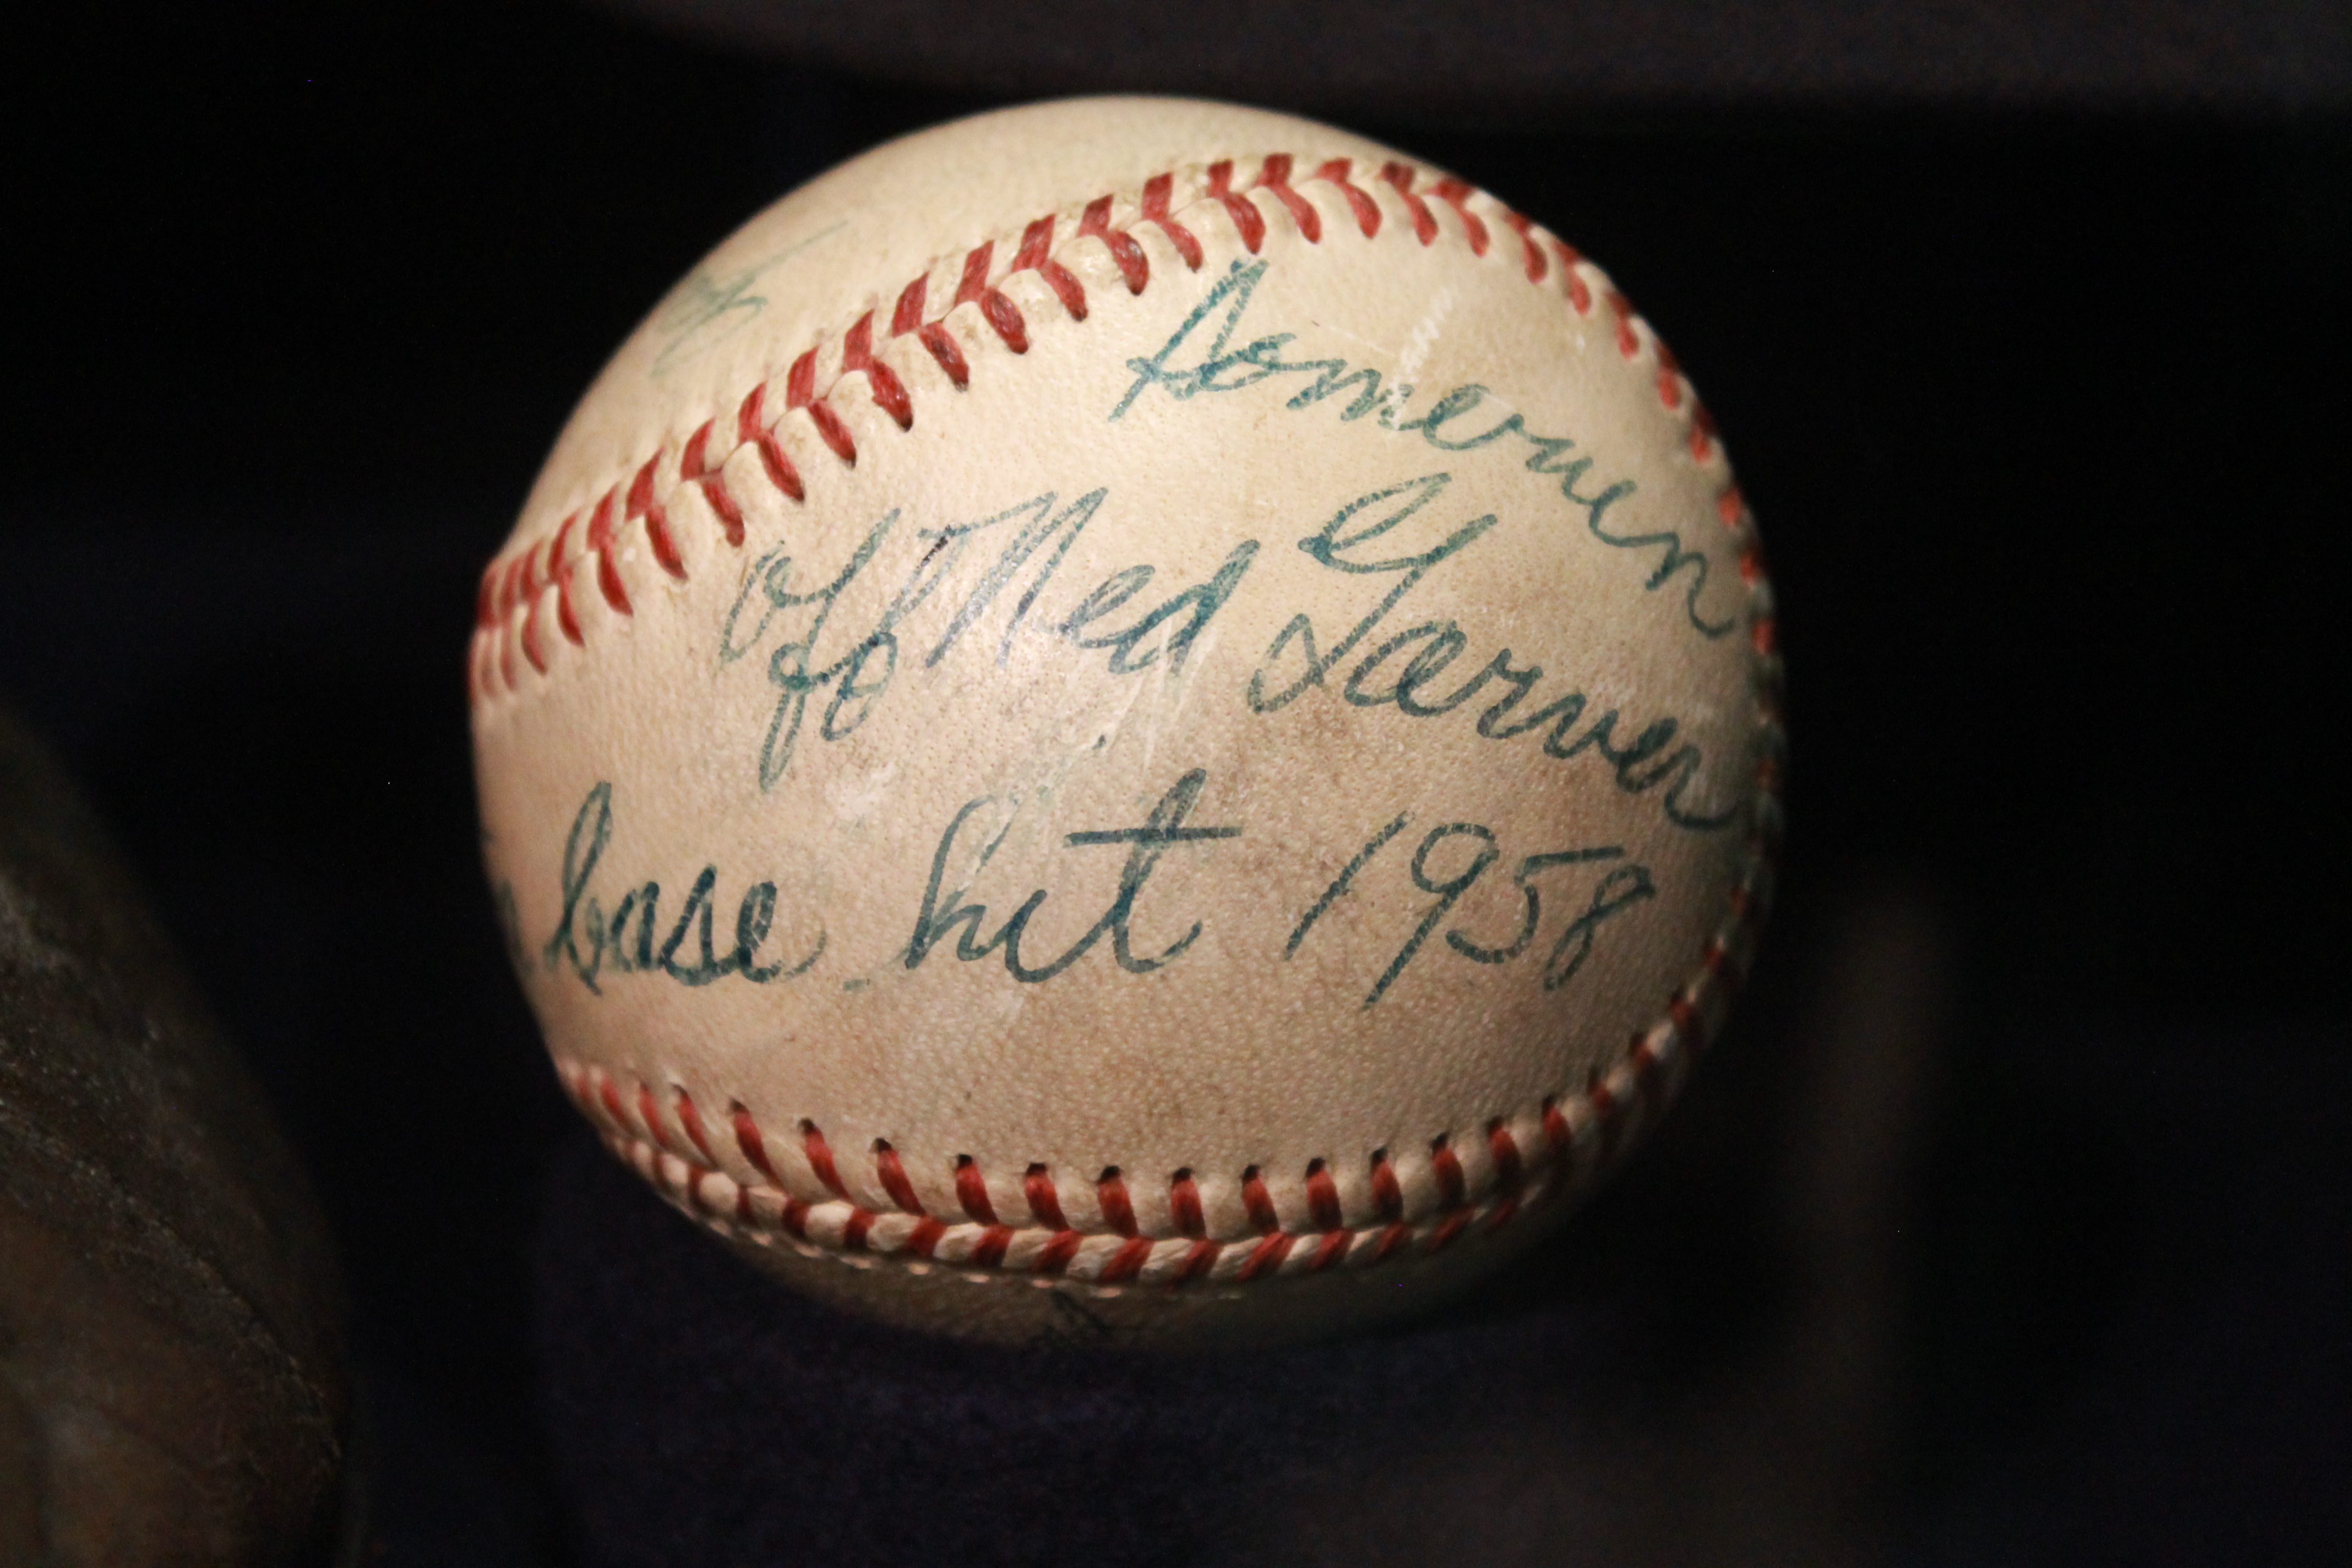 Homerun
off Ned Garver
base hit 1958